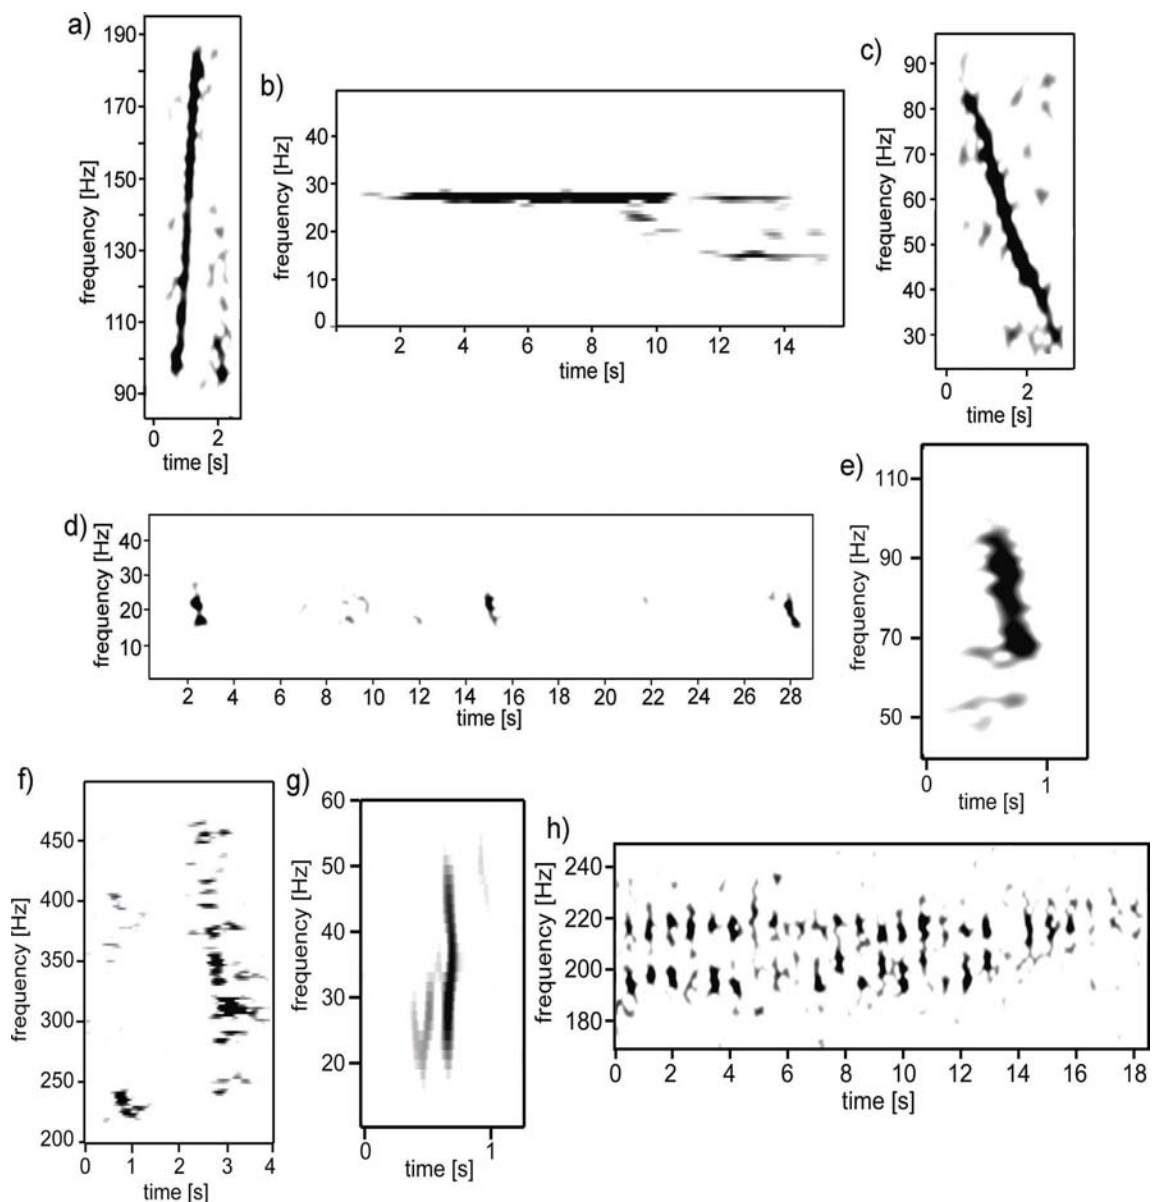 a)
frequency [Hz]
190
170
150
130
110
90
0 2
time [s]
b)
frequency [Hz]
40
30
20
10
0
2 4 6 8 10 12 14
time [s]
c)
frequency [Hz]
90
80
70
60
50
40
30
0 2
time [s]
d)
frequency [Hz]
40
30
20
10
2 4 6 8 10 12 14 16 18 20 22 24 26 28
time [s]
e)
frequency [Hz]
110
90
70
50
0 1
time [s]
f)
frequency [Hz]
450
400
350
300
250
200
0 1 2 3 4
time [s]
g)
frequency [Hz]
60
50
40
30
20
0 1
time [s]
h)
frequency [Hz]
240
220
200
180
0 2 4 6 8 10 12 14 16 18
time [s]